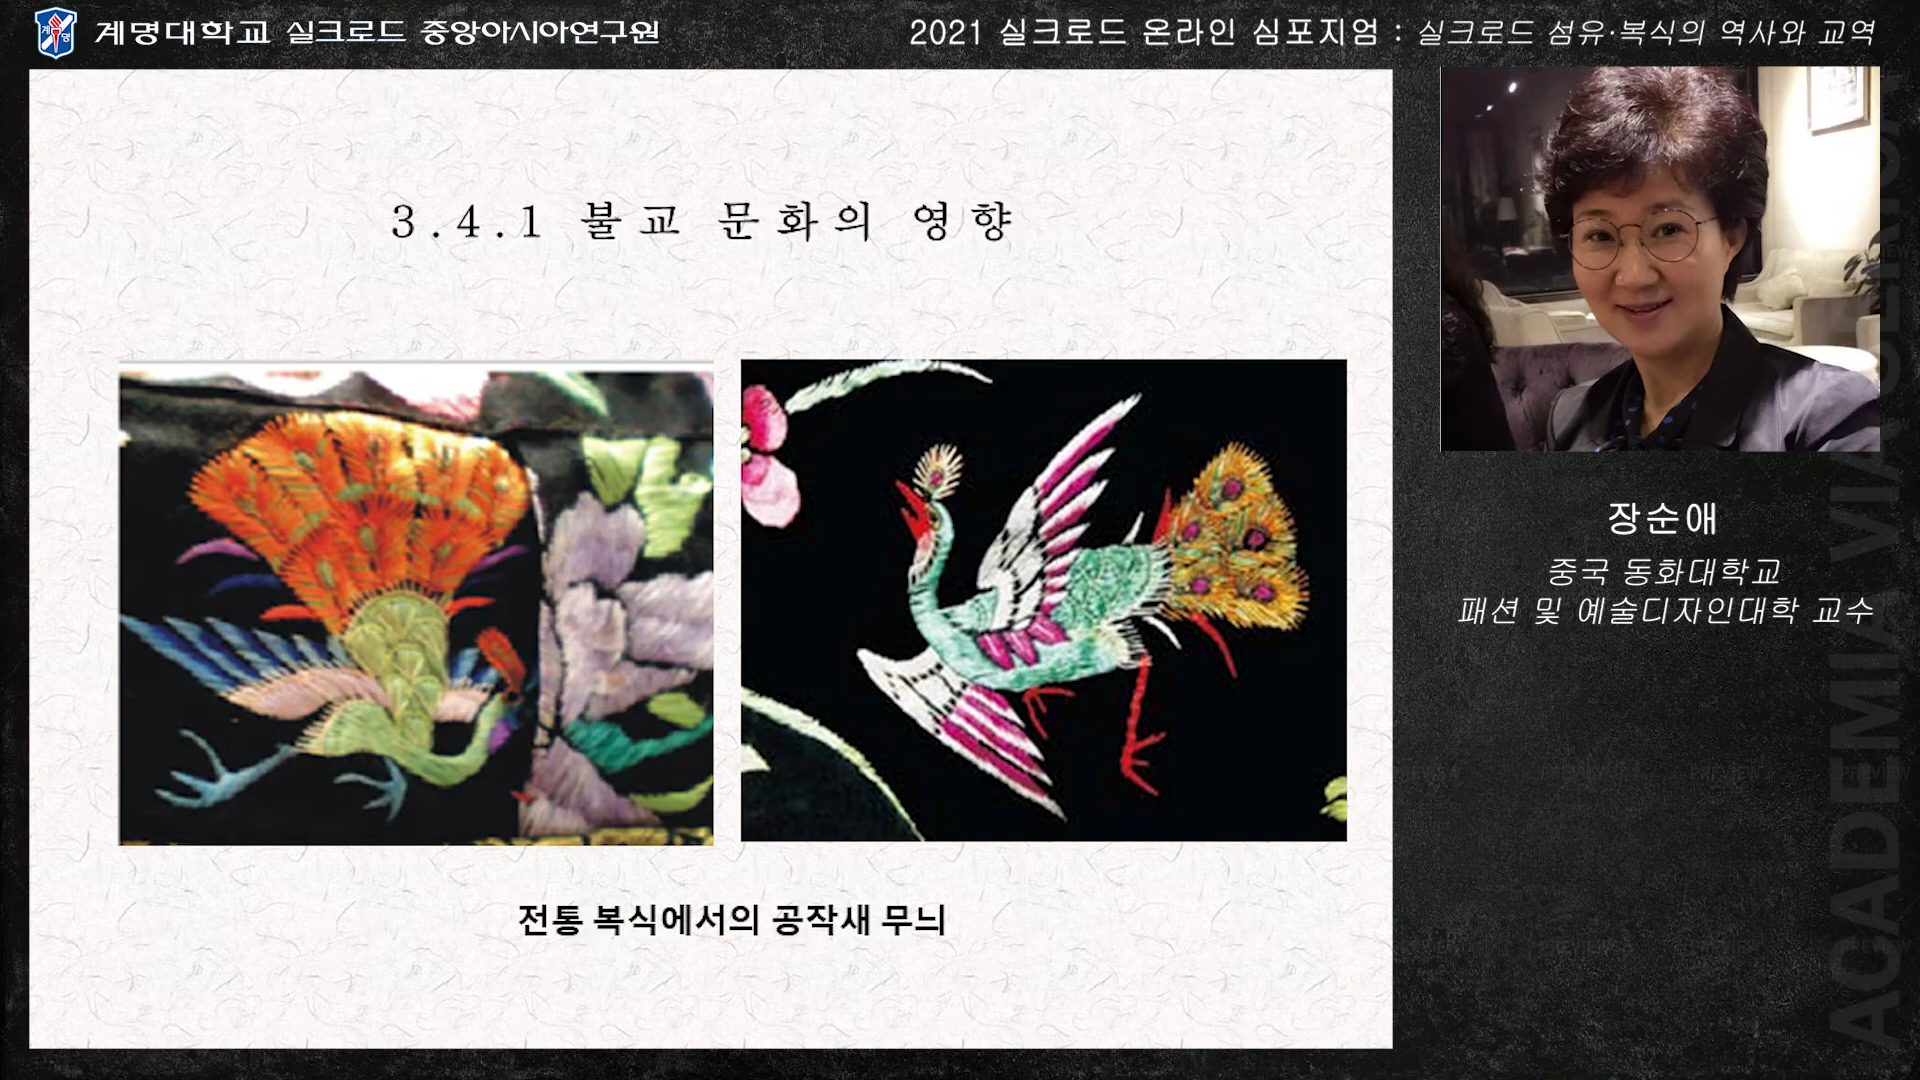 계명대학교 실크로드 중앙아시아연구원
2021 실크로드 온라인 심포지엄 : 실크로드 섬유·복식의 역사와 교역
3.4.1 불교 문화의 영향
전통 복식에서의 공작새 무늬
장순애
중국 동화대학교
패션 및 예술디자인대학 교수
ACADEMIA VIA